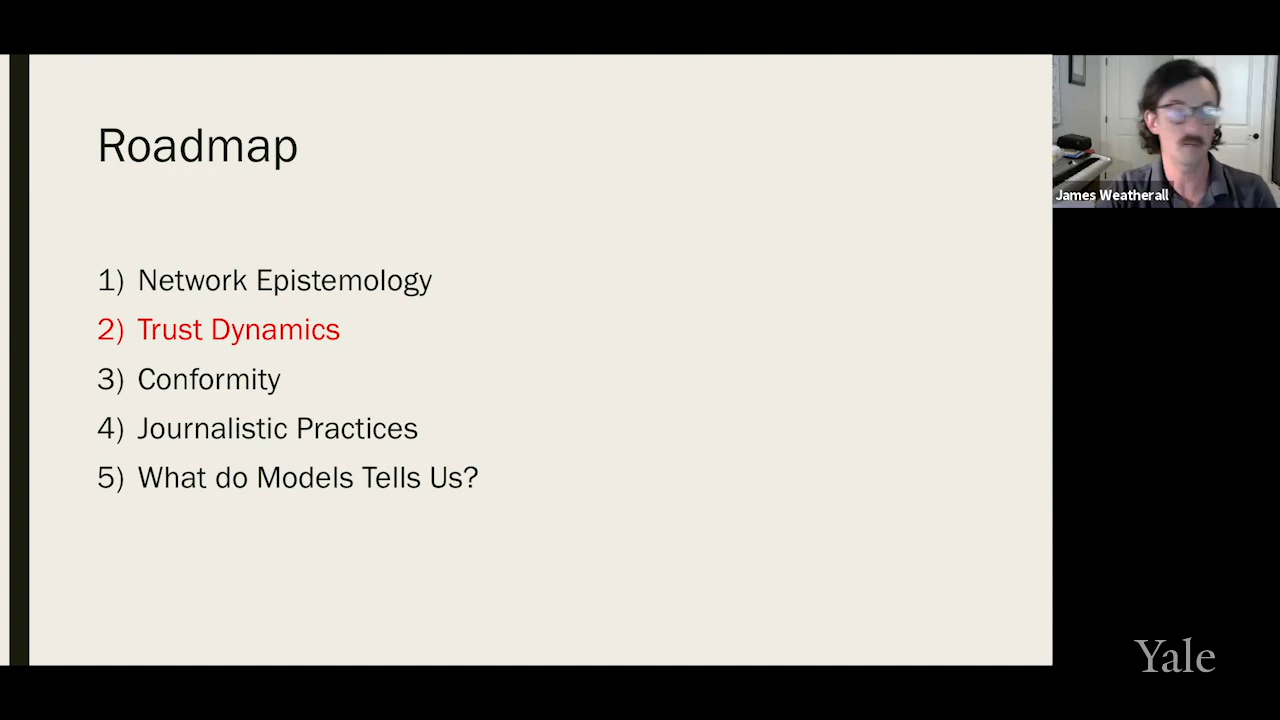 Roadmap
1) Network Epistemology
2) Trust Dynamics
3) Conformity
4) Journalistic Practices
5) What do Models Tells Us?
James Weatherall
Yale